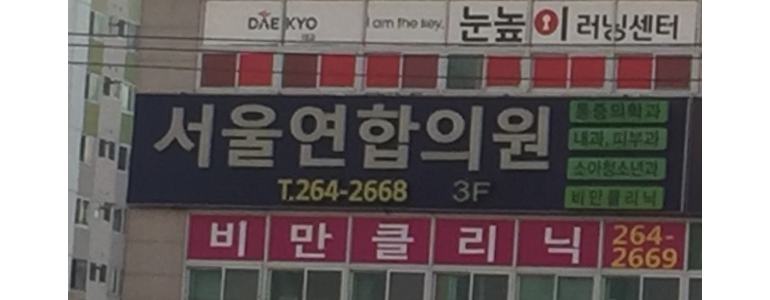 DAEKYO I am the key. 눈높이 러닝센터
대교
서울연합의원
통증의학과
내과, 피부과
소아청소년과
비만클리닉
T.264-2668 3F
비만클리닉 264-2669